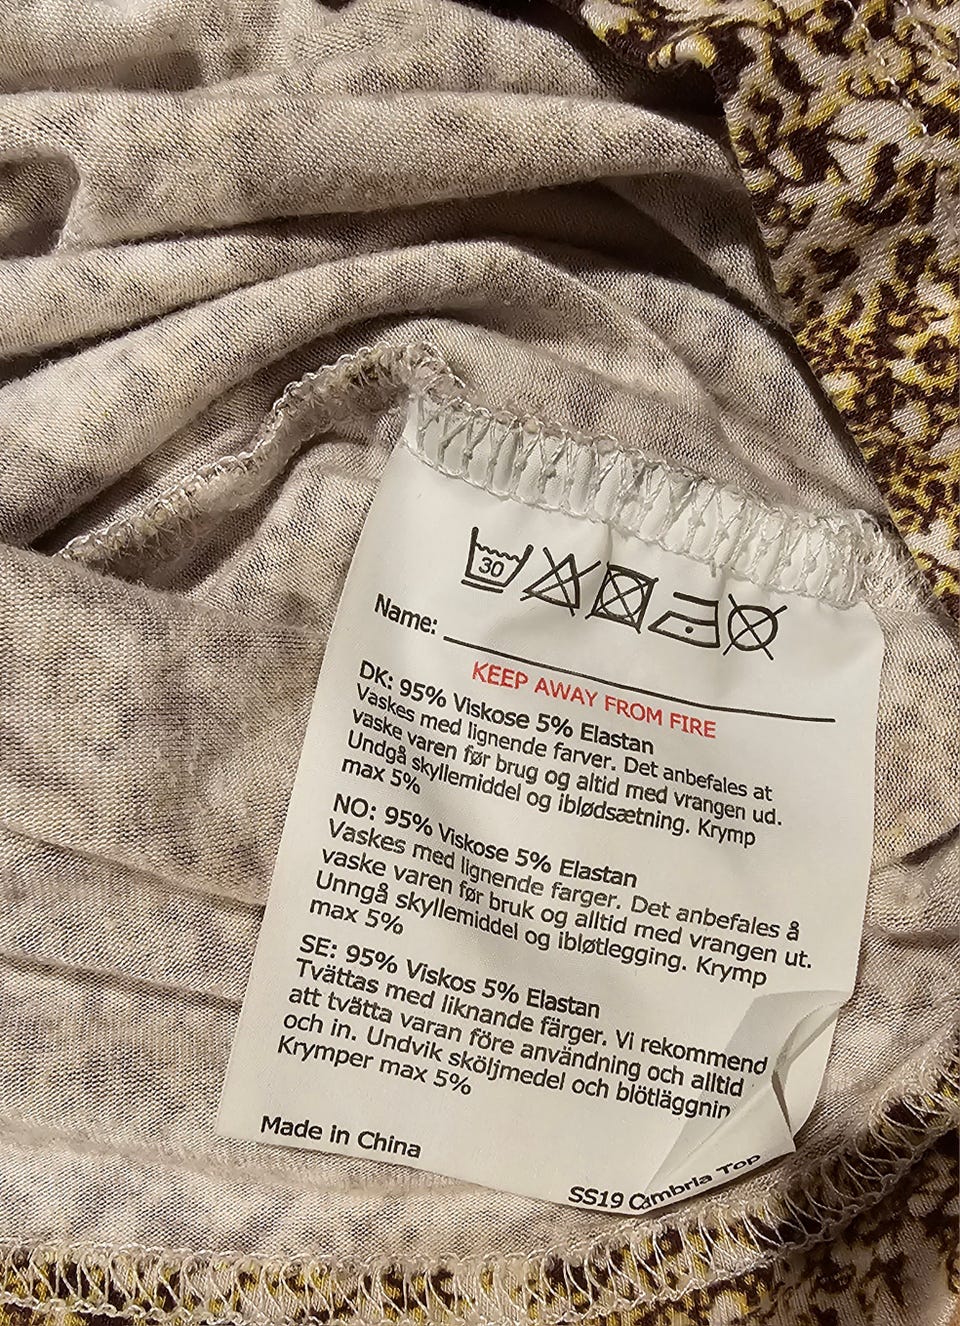 30
Name:
KEEP AWAY FROM FIRE
DK: 95% Viskose 5% Elastan
Vaskes med lignende farver. Det anbefales at
vaske varen før brug og altid med vrangen ud.
Undgå skyllemiddel og iblødsætning. Krymp
max 5%
NO: 95% Viskose 5% Elastan
Vaskes med lignende farger. Det anbefales å
vaske varen før bruk og alltid med vrangen ut.
Unngå skyllemiddel og ibløtlegging. Krymp
max 5%
SE: 95% Viskos 5% Elastan
Tvättas med liknande färger. Vi rekommend
att tvätta varan före användning och alltid
och in. Undvik sköljmedel och blötläggnin
Krymper max 5%
Made in China
SS19 Cambria Top